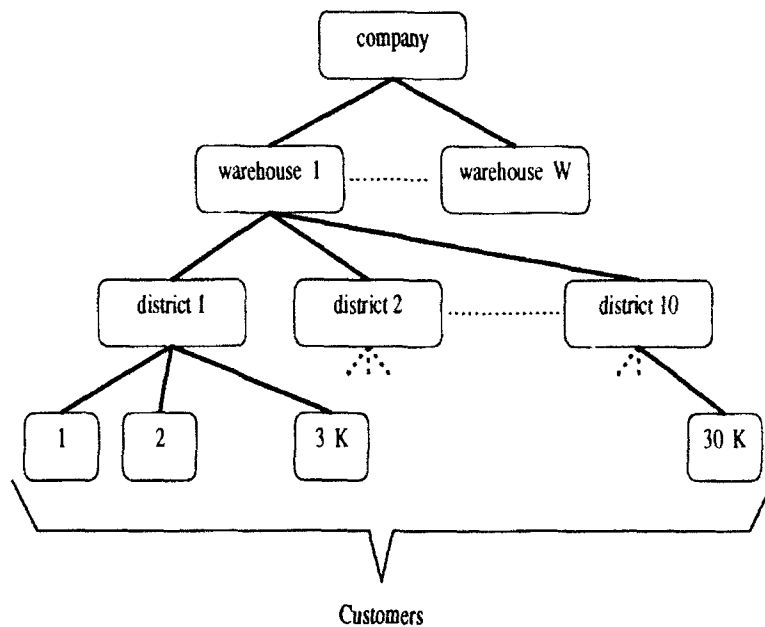 company
warehouse 1
warehouse W
district 1
district 2
district 10
1
2
3 K
30 K
Customers